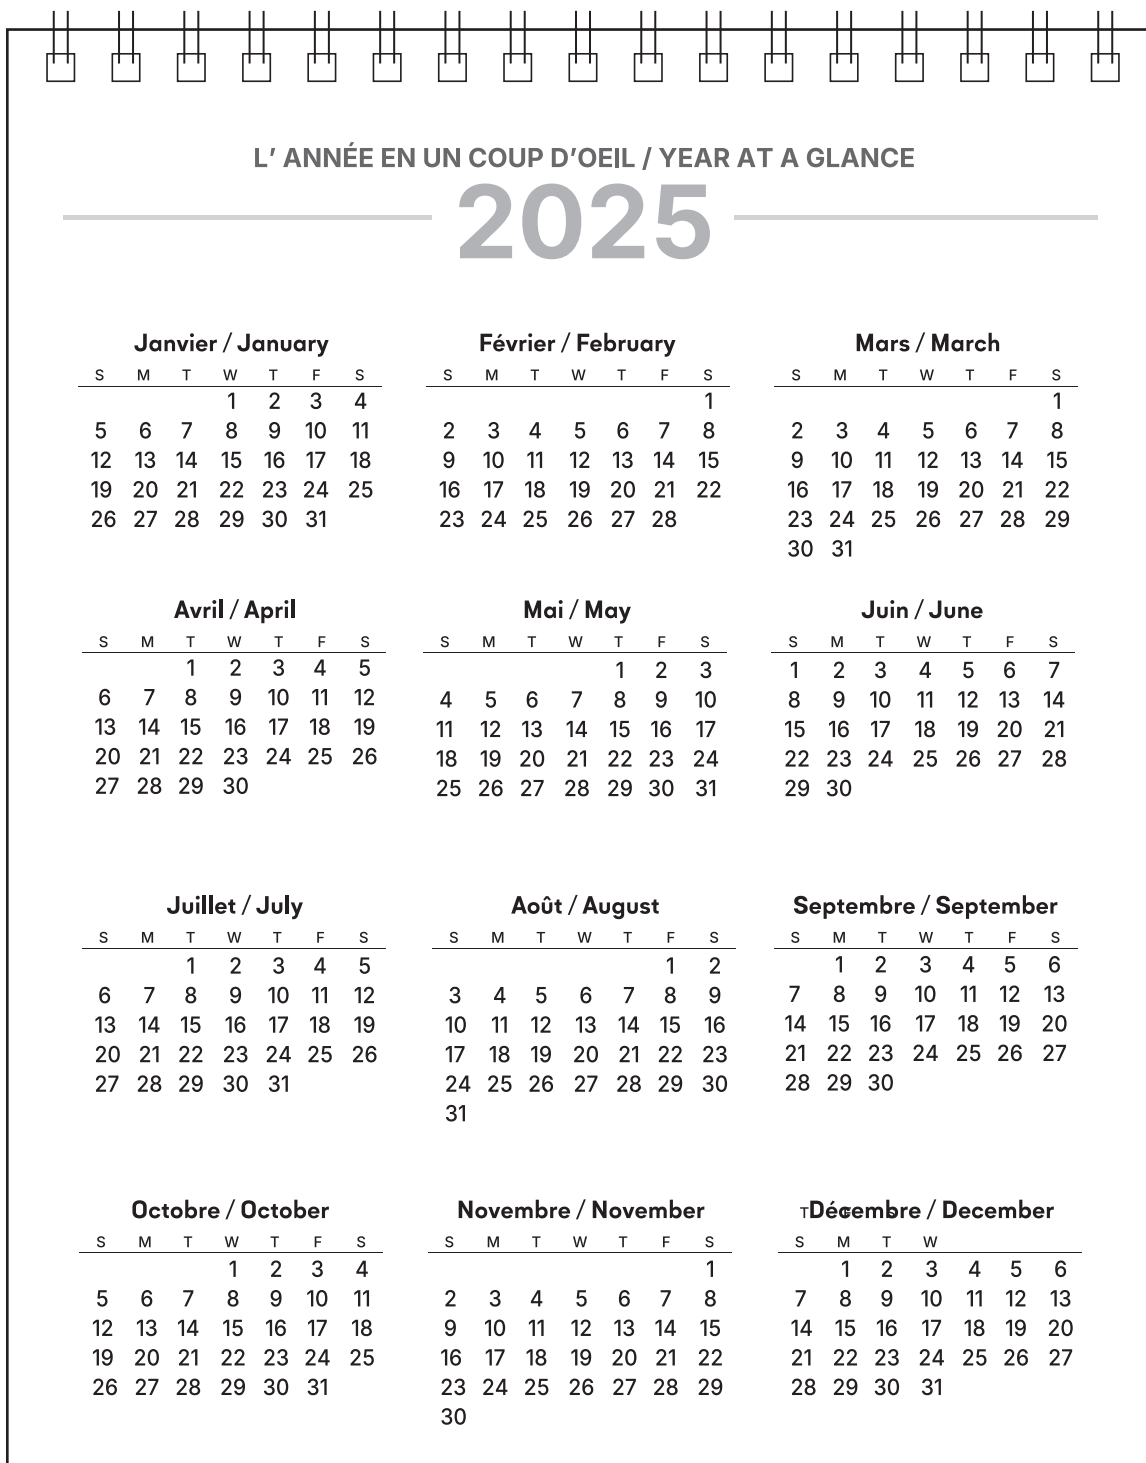 L’ ANNÉE EN UN COUP D’OEIL / YEAR AT A GLANCE
2025
Janvier / January
S M T W T F S
1 2 3 4
5 6 7 8 9 10 11
12 13 14 15 16 17 18
19 20 21 22 23 24 25
26 27 28 29 30 31
Février / February
S M T W T F S
1
2 3 4 5 6 7 8
9 10 11 12 13 14 15
16 17 18 19 20 21 22
23 24 25 26 27 28
Mars / March
S M T W T F S
1
2 3 4 5 6 7 8
9 10 11 12 13 14 15
16 17 18 19 20 21 22
23 24 25 26 27 28 29
30 31
Avril / April
S M T W T F S
1 2 3 4 5
6 7 8 9 10 11 12
13 14 15 16 17 18 19
20 21 22 23 24 25 26
27 28 29 30
Mai / May
S M T W T F S
1 2 3
4 5 6 7 8 9 10
11 12 13 14 15 16 17
18 19 20 21 22 23 24
25 26 27 28 29 30 31
Juin / June
S M T W T F S
1 2 3 4 5 6 7
8 9 10 11 12 13 14
15 16 17 18 19 20 21
22 23 24 25 26 27 28
29 30
Juillet / July
S M T W T F S
1 2 3 4 5
6 7 8 9 10 11 12
13 14 15 16 17 18 19
20 21 22 23 24 25 26
27 28 29 30 31
Août / August
S M T W T F S
1 2
3 4 5 6 7 8 9
10 11 12 13 14 15 16
17 18 19 20 21 22 23
24 25 26 27 28 29 30
31
Septembre / September
S M T W T F S
1 2 3 4 5 6
7 8 9 10 11 12 13
14 15 16 17 18 19 20
21 22 23 24 25 26 27
28 29 30
Octobre / October
S M T W T F S
1 2 3 4
5 6 7 8 9 10 11
12 13 14 15 16 17 18
19 20 21 22 23 24 25
26 27 28 29 30 31
Novembre / November
S M T W T F S
1
2 3 4 5 6 7 8
9 10 11 12 13 14 15
16 17 18 19 20 21 22
23 24 25 26 27 28 29
30
T
Décembre / December
S M T W
1 2 3 4 5 6
7 8 9 10 11 12 13
14 15 16 17 18 19 20
21 22 23 24 25 26 27
28 29 30 31